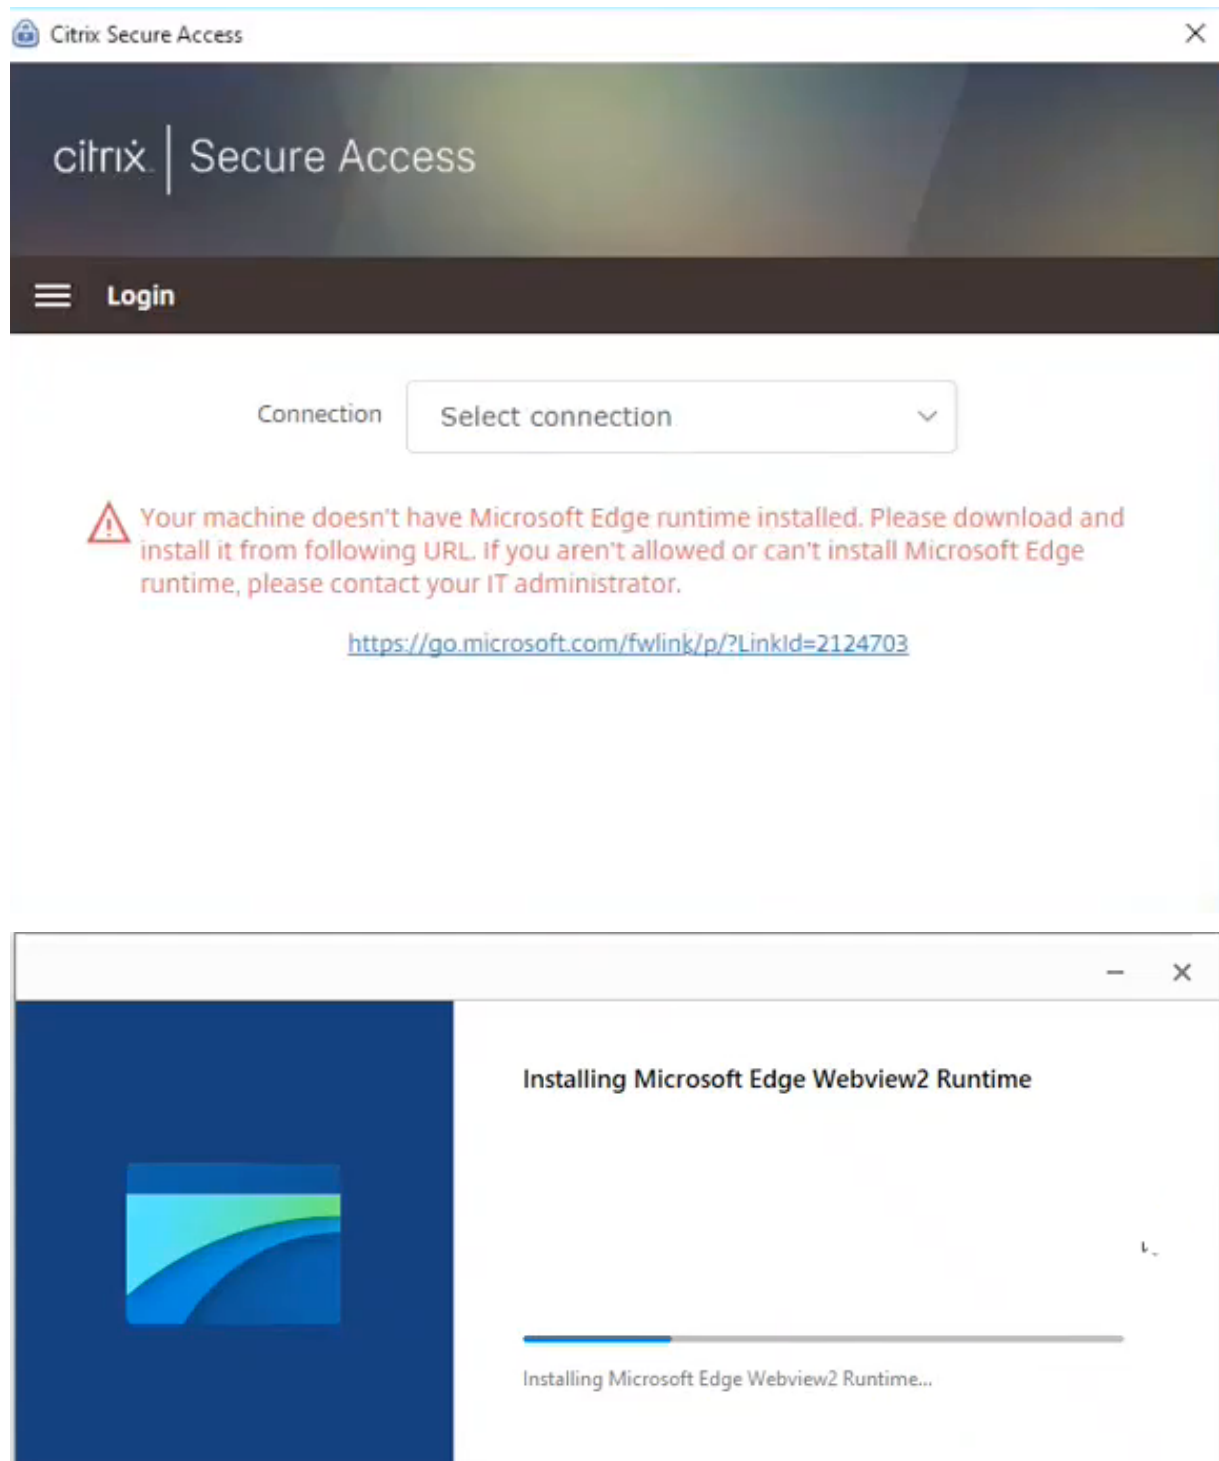 Citrix Secure Access
citrix | Secure Access
Login
Connection Select connection
Your machine doesn't have Microsoft Edge runtime installed. Please download and
install it from following URL. If you aren't allowed or can't install Microsoft Edge
runtime, please contact your IT administrator.
https://go.microsoft.com/fwlink/p/?LinkId=2124703
Installing Microsoft Edge Webview2 Runtime
Installing Microsoft Edge Webview2 Runtime...